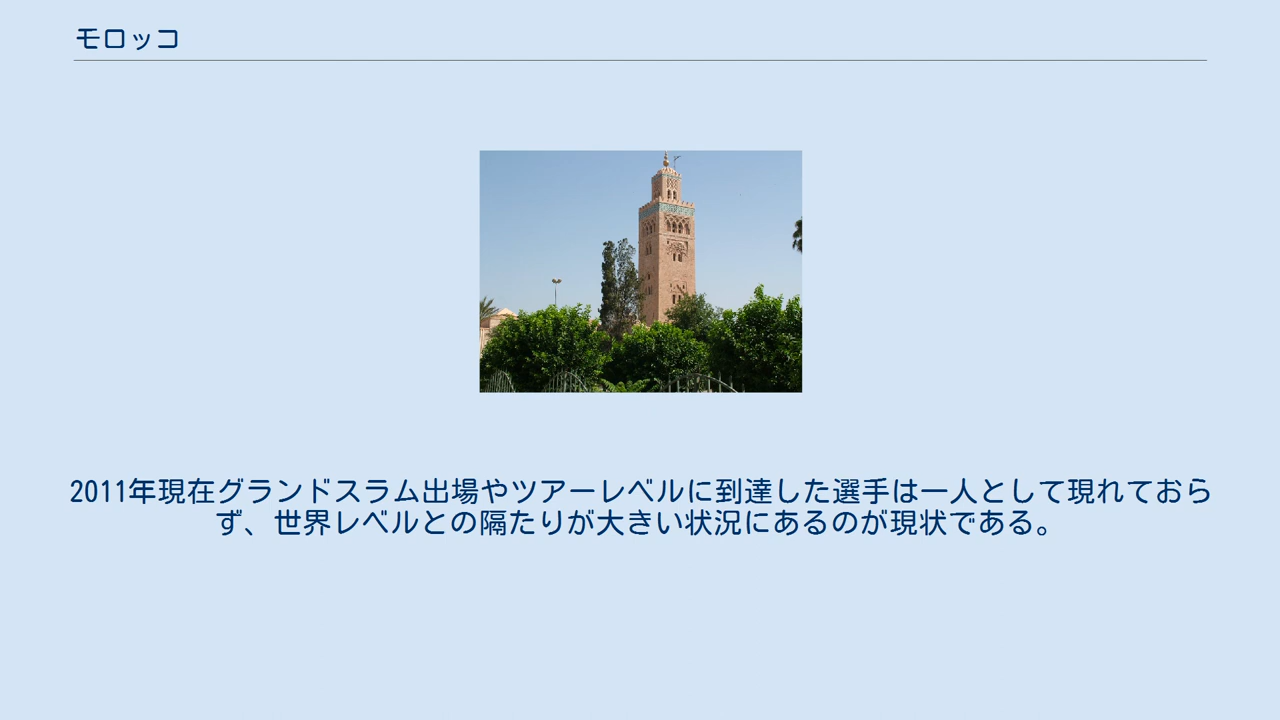 モロッコ
2011年現在グランドスラム出場やツアーレベルに到達した選手は一人として現れておら
ず、世界レベルとの隔たりが大きい状況にあるのが現状である。